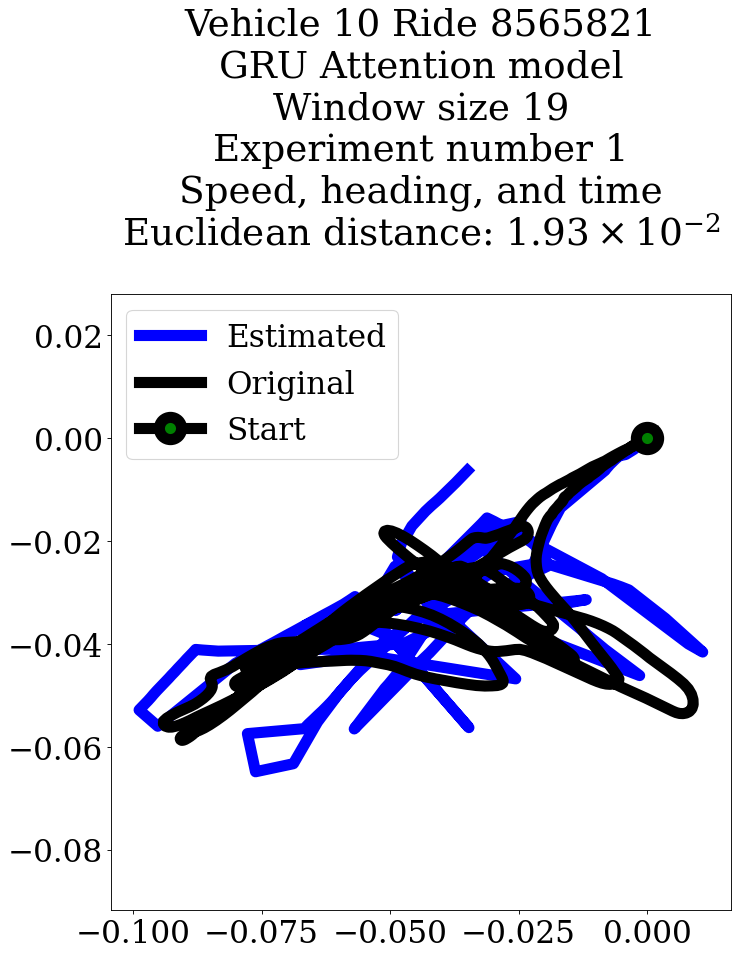 Vehicle 10 Ride 8565821
GRU Attention model
Window size 19
Experiment number 1
Speed, heading, and time
Euclidean distance: 1.93 × 10⁻²
Estimated
Original
Start
0.02
0.00
−0.02
−0.04
−0.06
−0.08
−0.100 −0.075 −0.050 −0.025 0.000